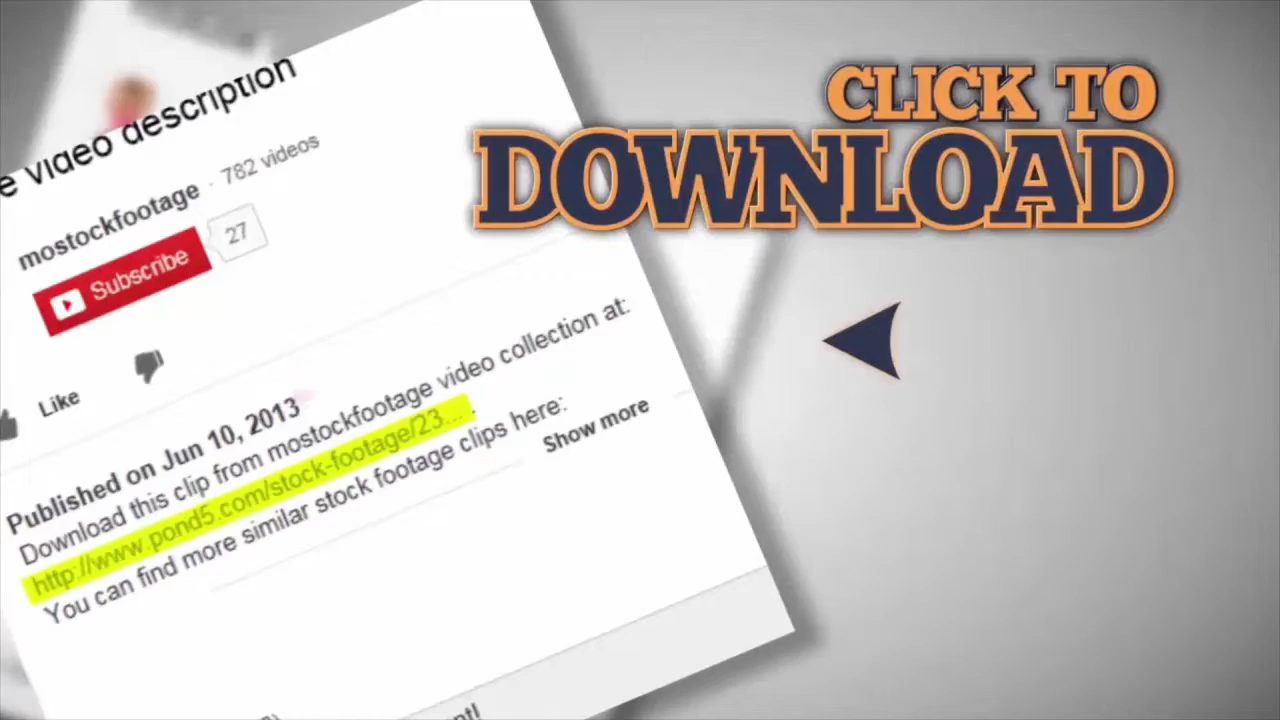 e video description
mostockfootage · 782 videos
Subscribe 27
Like
Published on Jun 10, 2013
Download this clip from mostockfootage video collection at:
http://www.pond5.com/stock-footage/23... .
You can find more similar stock footage clips here:
Show more
CLICK TO
DOWNLOAD